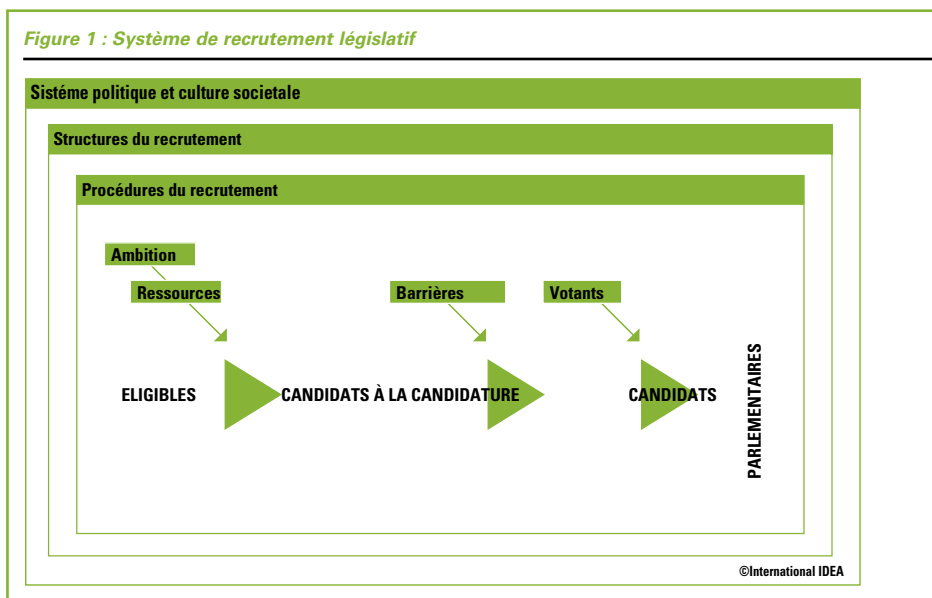 Figure 1 : Système de recrutement législatif
Sistéme politique et culture societale
Structures du recrutement
Procédures du recrutement
Ambition
Ressources
Barrières
Votants
ELIGIBLES
CANDIDATS À LA CANDIDATURE
CANDIDATS
PARLEMENTAIRES
©International IDEA